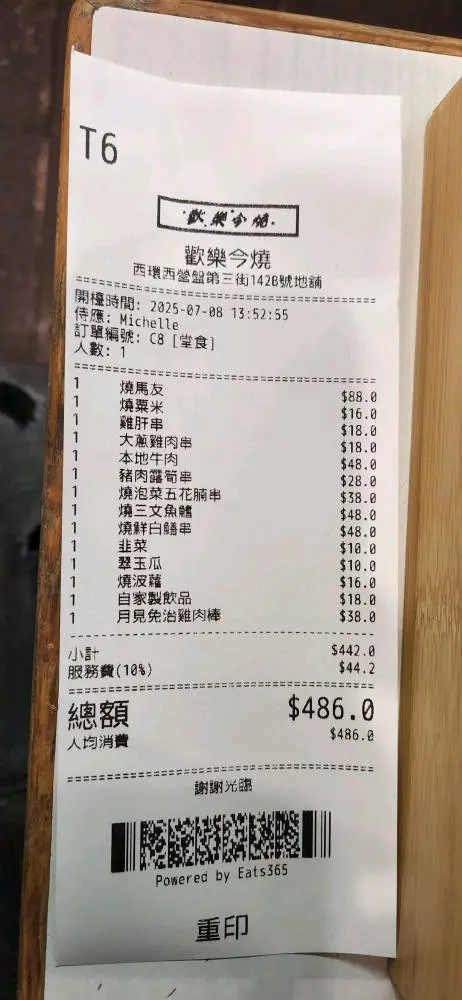 T6
歡樂今燒
歡樂今燒
西環西營盤第三街142B號地舖
開檯時間: 2025-07-08 13:52:55
侍應: Michelle
訂單編號: C8 [堂食]
人數: 1
1 燒馬友 $88.0
1 燒粟米 $16.0
1 雞肝串 $18.0
1 大蔥雞肉串 $18.0
1 本地牛肉 $48.0
1 豬肉露筍串 $28.0
1 燒泡菜五花腩串 $38.0
1 燒三文魚鰭 $48.0
1 燒鮮白鱔串 $48.0
1 韭菜 $10.0
1 翠玉瓜 $10.0
1 燒波蘿 $16.0
1 自家製飲品 $18.0
1 月見免治雞肉棒 $38.0
小計 $442.0
服務費(10%) $44.2
總額 $486.0
人均消費 $486.0
謝謝光臨
Powered by Eats365
重印